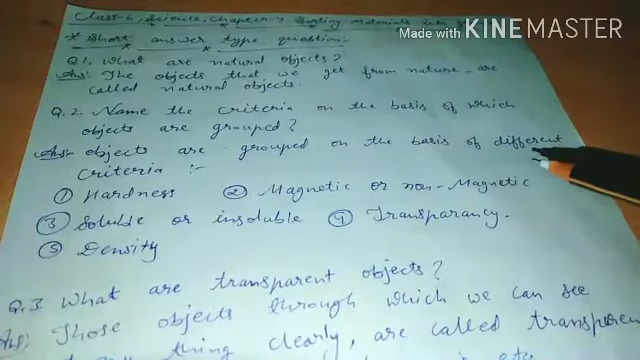 Class-6, Science, Chapter-4 Sorting materials into
Made with KINEMASTER
* Short answer type question:
Q1. What are natural objects?
Ans: The objects that we get from nature are
called natural objects.
Q.2. Name the criteria on the basis of which
objects are grouped?
Ans: objects are grouped on the basis of different
criteria :-
① Hardness ② Magnetic or non-Magnetic
③ Soluble or insoluble ④ Transparancy.
⑤ Density
Q.3. What are transparent objects?
Ans: Those objects through which we can see
thing clearly, are called transparen